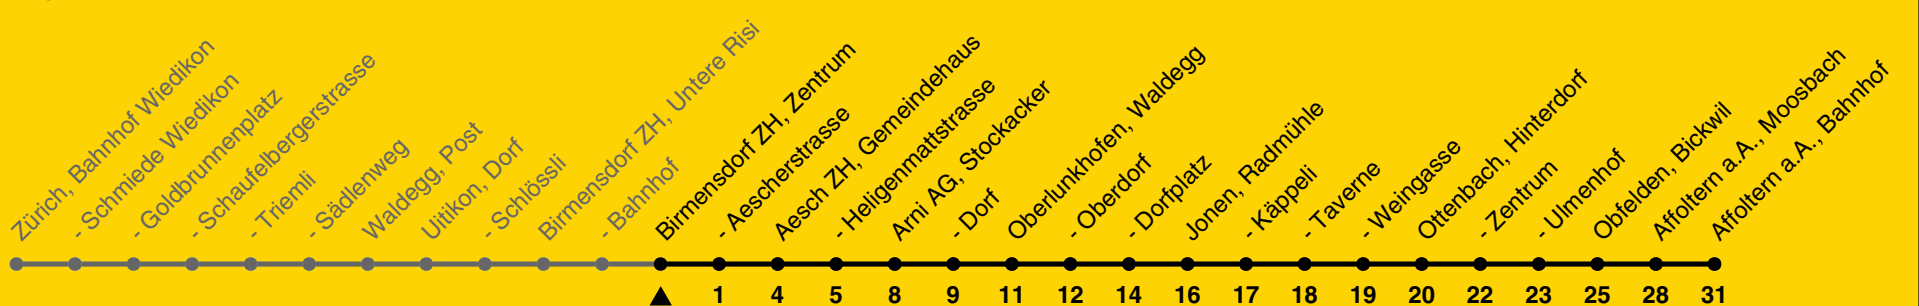 Zürich, Bahnhof Wiedikon
- Schmiede Wiedikon
- Goldbrunnenplatz
- Schaufelbergerstrasse
- Triemli
- Sädlenweg
Waldegg, Post
Uitikon, Dorf
- Schlössli
Birmensdorf ZH, Untere Risi
- Bahnhof
Birmensdorf ZH, Zentrum
- Aescherstrasse
Aesch ZH, Gemeindehaus
- Heligenmattstrasse
Arni AG, Stockacker
- Dorf
Oberlunkhofen, Waldegg
- Oberdorf
- Dorfplatz
Jonen, Radmühle
- Käppeli
- Taverne
- Weingasse
Ottenbach, Hinterdorf
- Zentrum
- Ulmenhof
Obfelden, Bickwil
Affoltern a.A., Moosbach
Affoltern a.A., Bahnhof
1 4 5 8 9 11 12 14 16 17 18 19 20 22 23 25 28 31